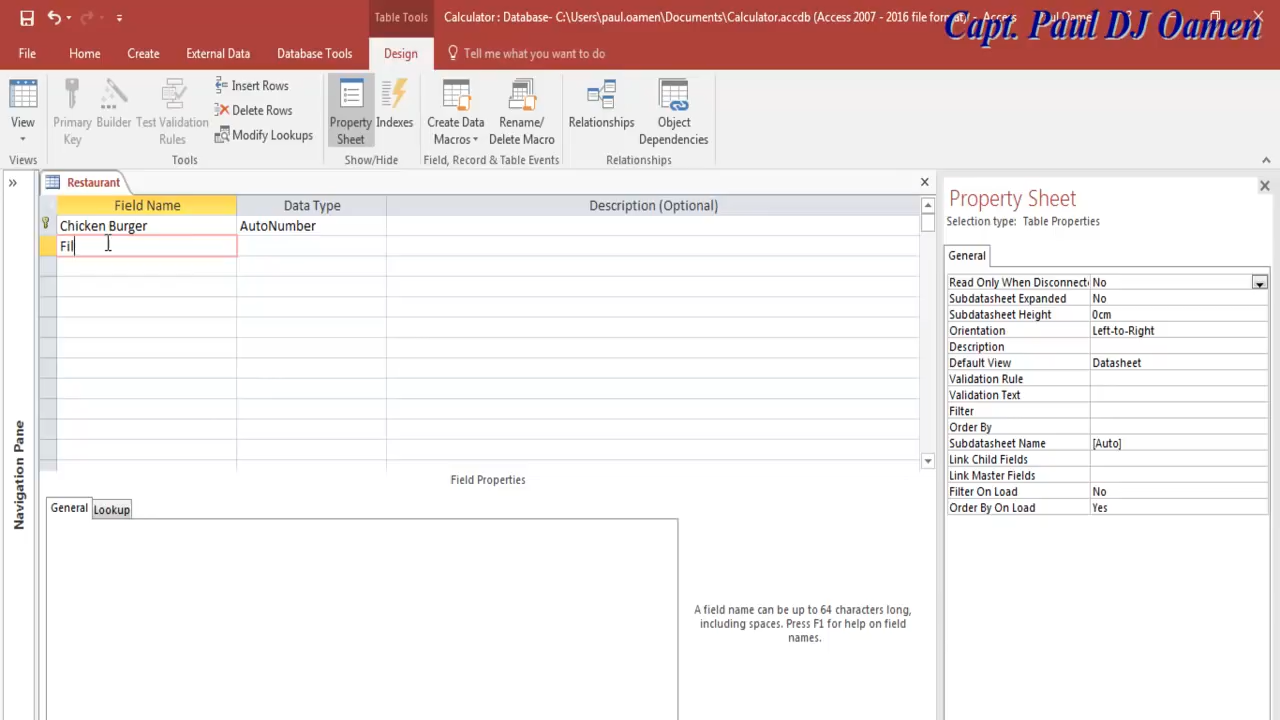 Table Tools
Calculator : Database- C:\Users\paul.oamen\Documents\Calculator.accdb (Access 2007 - 2016 file format) - Access
Paul Oamen
Capt. Paul DJ Oamen
File
Home
Create
External Data
Database Tools
Design
Tell me what you want to do
View
Primary Key
Builder
Test Validation Rules
Insert Rows
Delete Rows
Modify Lookups
Property Sheet
Indexes
Create Data Macros
Rename/ Delete Macro
Relationships
Object Dependencies
Views
Tools
Show/Hide
Field, Record & Table Events
Relationships
Restaurant
Field Name
Data Type
Description (Optional)
Chicken Burger
AutoNumber
Fil
Navigation Pane
Field Properties
General
Lookup
A field name can be up to 64 characters long,
including spaces. Press F1 for help on field
names.
Property Sheet
Selection type: Table Properties
General
Read Only When Disconnecte No
Subdatasheet Expanded No
Subdatasheet Height 0cm
Orientation Left-to-Right
Description
Default View Datasheet
Validation Rule
Validation Text
Filter
Order By
Subdatasheet Name [Auto]
Link Child Fields
Link Master Fields
Filter On Load No
Order By On Load Yes